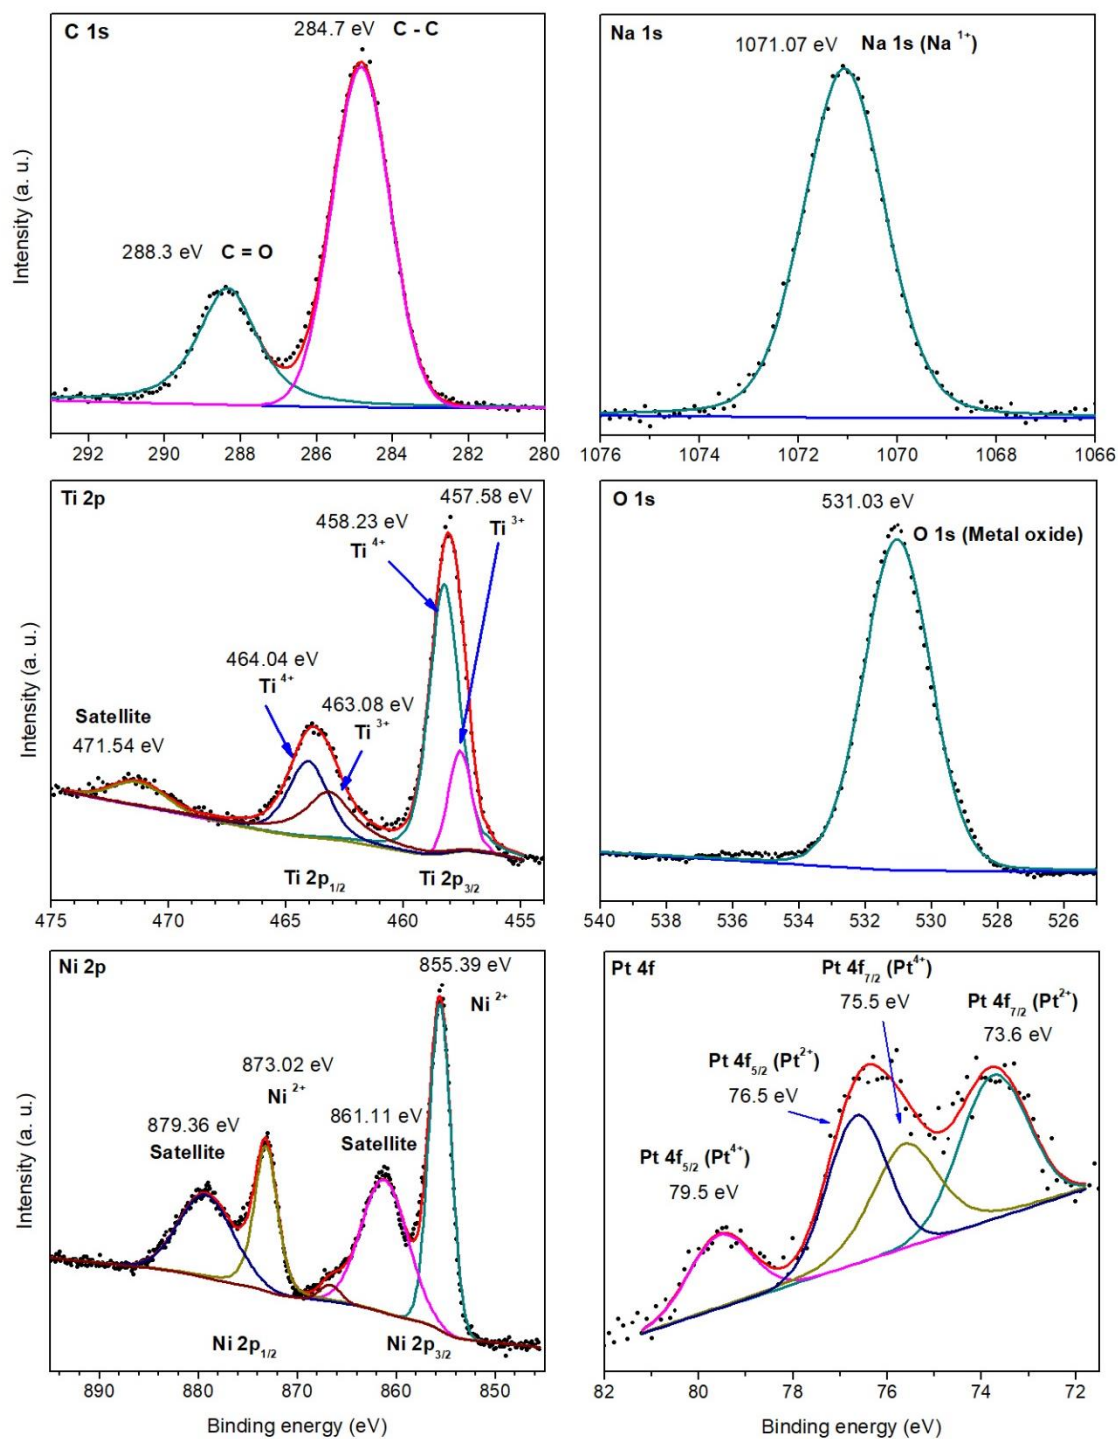 C 1s
284.7 eV C - C
288.3 eV C = O
Intensity (a. u.)
292 290 288 286 284 282 280
Na 1s
1071.07 eV Na 1s (Na 1+)
1076 1074 1072 1070 1068 1066
Ti 2p
457.58 eV
Ti 3+
458.23 eV
Ti 4+
464.04 eV
Ti 4+
463.08 eV
Ti 3+
Satellite
471.54 eV
Ti 2p1/2 Ti 2p3/2
Intensity (a. u.)
475 470 465 460 455
O 1s
531.03 eV
O 1s (Metal oxide)
540 538 536 534 532 530 528 526
Ni 2p
855.39 eV
Ni 2+
873.02 eV
Ni 2+
861.11 eV
Satellite
879.36 eV
Satellite
Ni 2p1/2 Ni 2p3/2
Intensity (a. u.)
890 880 870 860 850
Binding energy (eV)
Pt 4f
Pt 4f7/2 (Pt4+)
75.5 eV
Pt 4f7/2 (Pt2+)
73.6 eV
Pt 4f5/2 (Pt2+)
76.5 eV
Pt 4f5/2 (Pt4+)
79.5 eV
82 80 78 76 74 72
Binding energy (eV)